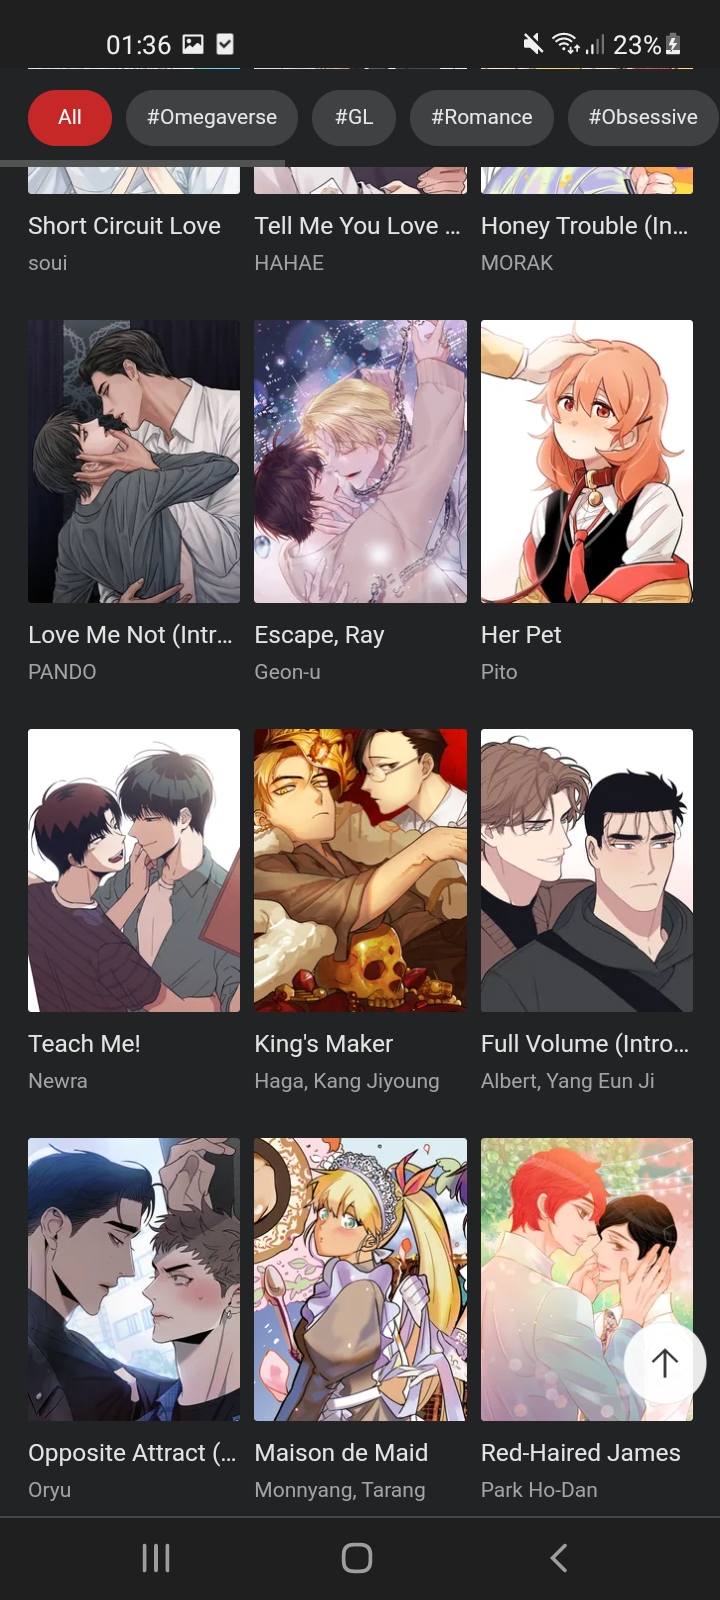 01:36 23%
All #Omegaverse #GL #Romance #Obsessive
Short Circuit Love Tell Me You Love ... Honey Trouble (In...
soui HAHAE MORAK
Love Me Not (Intr... Escape, Ray Her Pet
PANDO Geon-u Pito
Teach Me! King's Maker Full Volume (Intro...
Newra Haga, Kang Jiyoung Albert, Yang Eun Ji
Opposite Attract (... Maison de Maid Red-Haired James
Oryu Monnyang, Tarang Park Ho-Dan